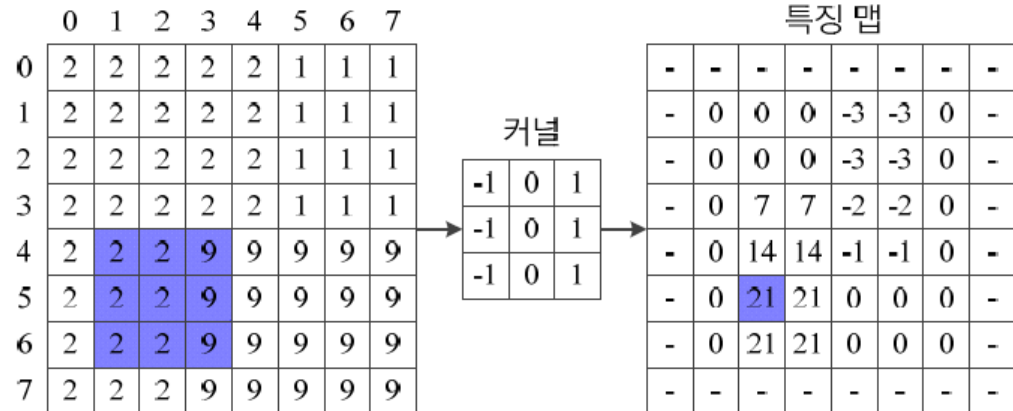 0 1 2 3 4 5 6 7
0 2 2 2 2 2 1 1 1
1 2 2 2 2 2 1 1 1
2 2 2 2 2 2 1 1 1
3 2 2 2 2 2 1 1 1
4 2 2 2 9 9 9 9 9
5 2 2 2 9 9 9 9 9
6 2 2 2 9 9 9 9 9
7 2 2 2 9 9 9 9 9
커널
-1 0 1
-1 0 1
-1 0 1
특징 맵
- - - - - - - -
- 0 0 0 -3 -3 0 -
- 0 0 0 -3 -3 0 -
- 0 7 7 -2 -2 0 -
- 0 14 14 -1 -1 0 -
- 0 21 21 0 0 0 -
- 0 21 21 0 0 0 -
- - - - - - - -